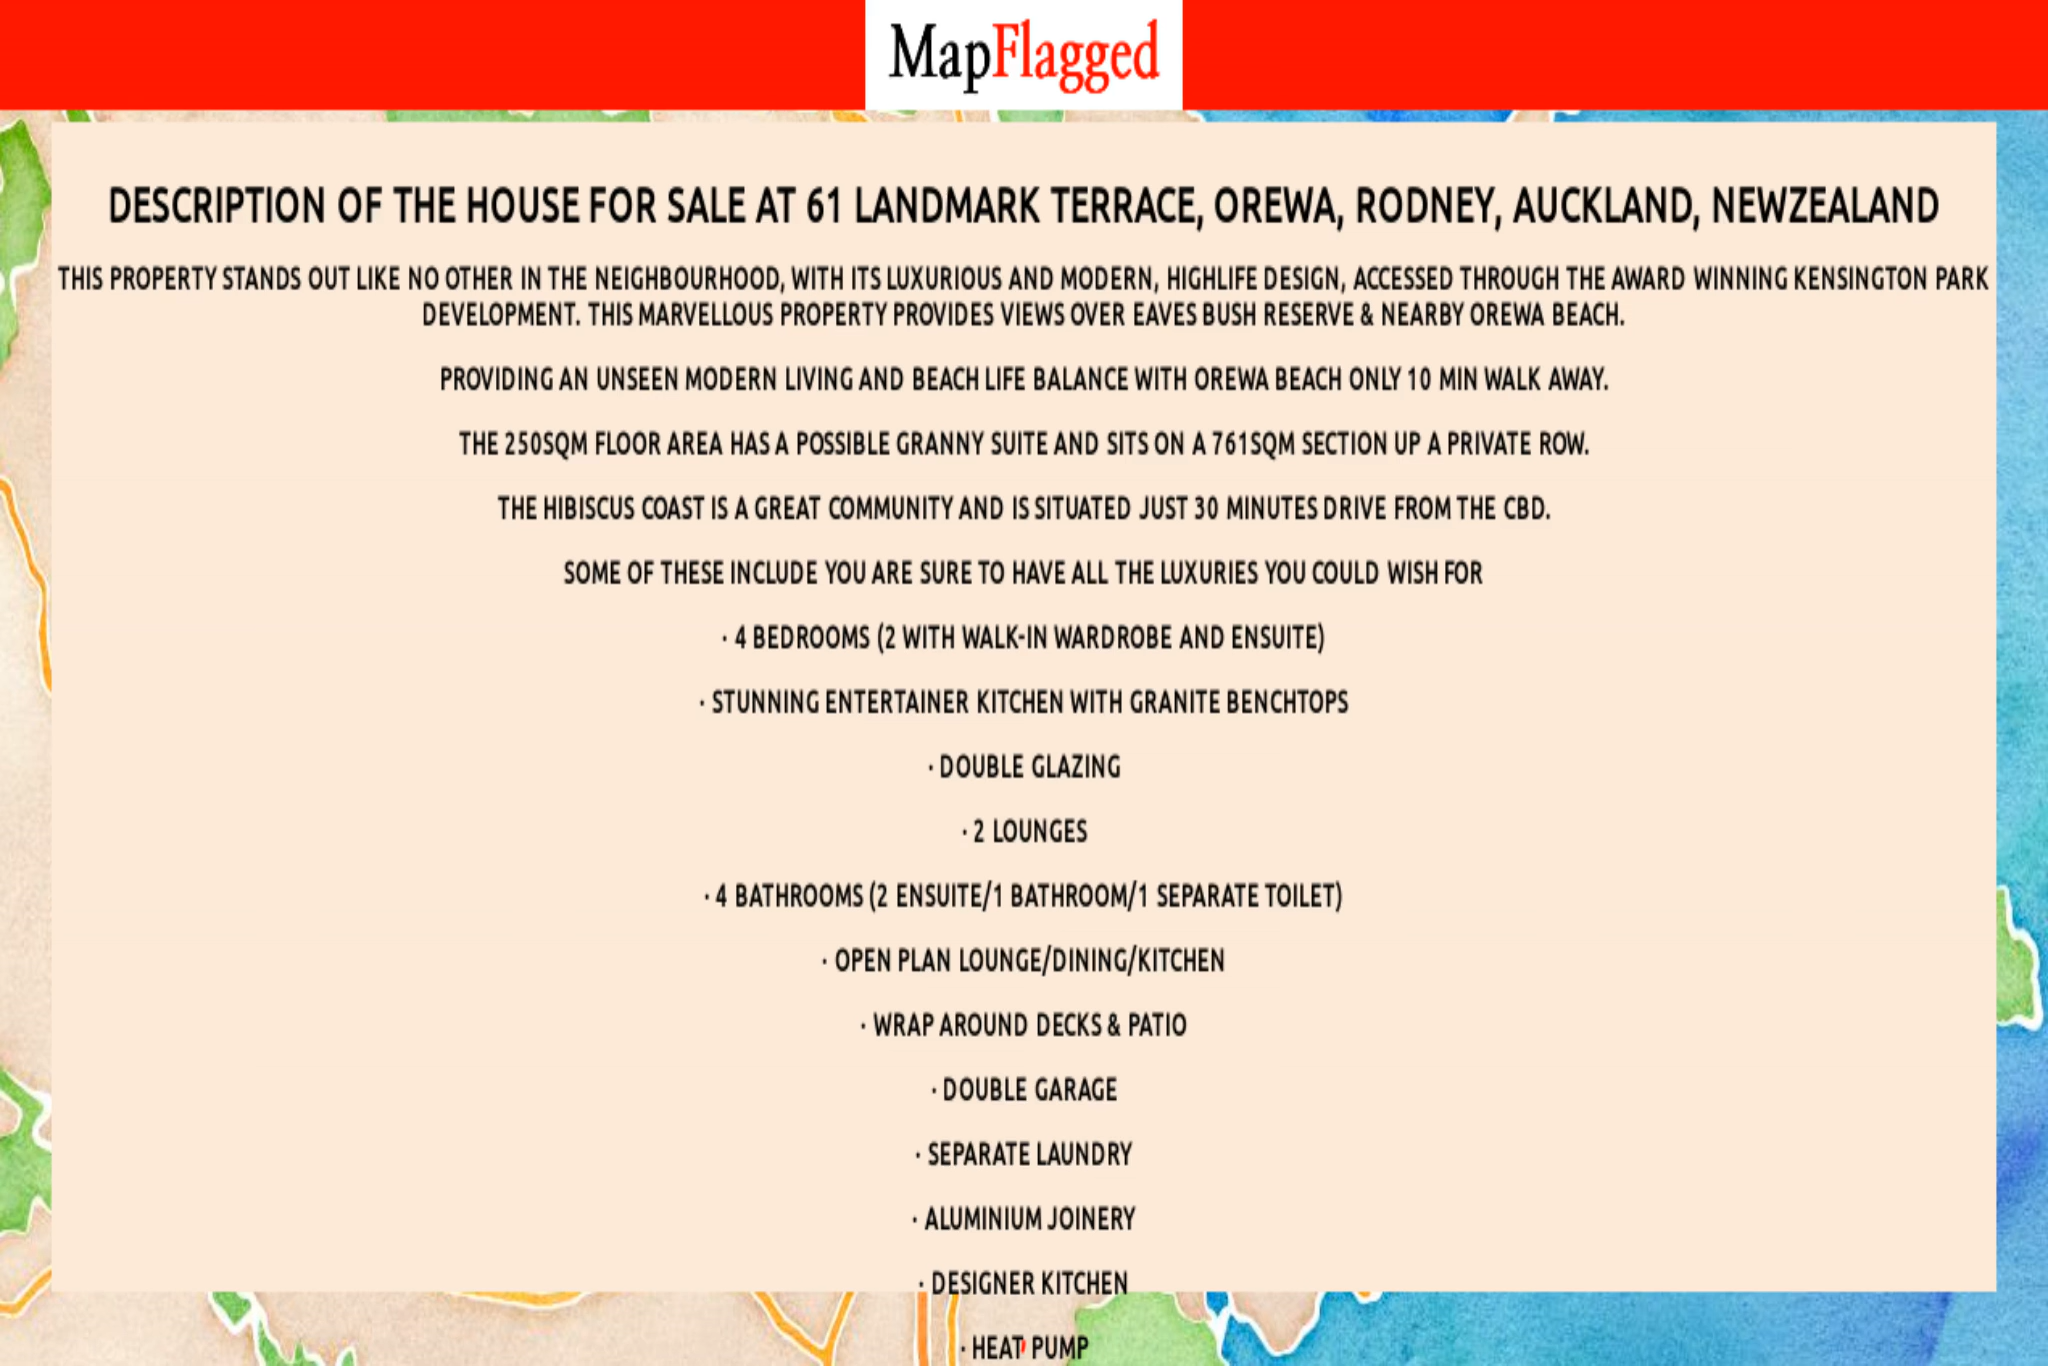 MapFlagged
DESCRIPTION OF THE HOUSE FOR SALE AT 61 LANDMARK TERRACE, OREWA, RODNEY, AUCKLAND, NEWZEALAND
THIS PROPERTY STANDS OUT LIKE NO OTHER IN THE NEIGHBOURHOOD, WITH ITS LUXURIOUS AND MODERN, HIGHLIFE DESIGN, ACCESSED THROUGH THE AWARD WINNING KENSINGTON PARK
DEVELOPMENT. THIS MARVELLOUS PROPERTY PROVIDES VIEWS OVER EAVES BUSH RESERVE & NEARBY OREWA BEACH.
PROVIDING AN UNSEEN MODERN LIVING AND BEACH LIFE BALANCE WITH OREWA BEACH ONLY 10 MIN WALK AWAY.
THE 250SQM FLOOR AREA HAS A POSSIBLE GRANNY SUITE AND SITS ON A 761SQM SECTION UP A PRIVATE ROW.
THE HIBISCUS COAST IS A GREAT COMMUNITY AND IS SITUATED JUST 30 MINUTES DRIVE FROM THE CBD.
SOME OF THESE INCLUDE YOU ARE SURE TO HAVE ALL THE LUXURIES YOU COULD WISH FOR
· 4 BEDROOMS (2 WITH WALK-IN WARDROBE AND ENSUITE)
· STUNNING ENTERTAINER KITCHEN WITH GRANITE BENCHTOPS
· DOUBLE GLAZING
· 2 LOUNGES
· 4 BATHROOMS (2 ENSUITE/1 BATHROOM/1 SEPARATE TOILET)
· OPEN PLAN LOUNGE/DINING/KITCHEN
· WRAP AROUND DECKS & PATIO
· DOUBLE GARAGE
· SEPARATE LAUNDRY
· ALUMINIUM JOINERY
· DESIGNER KITCHEN
· HEAT PUMP